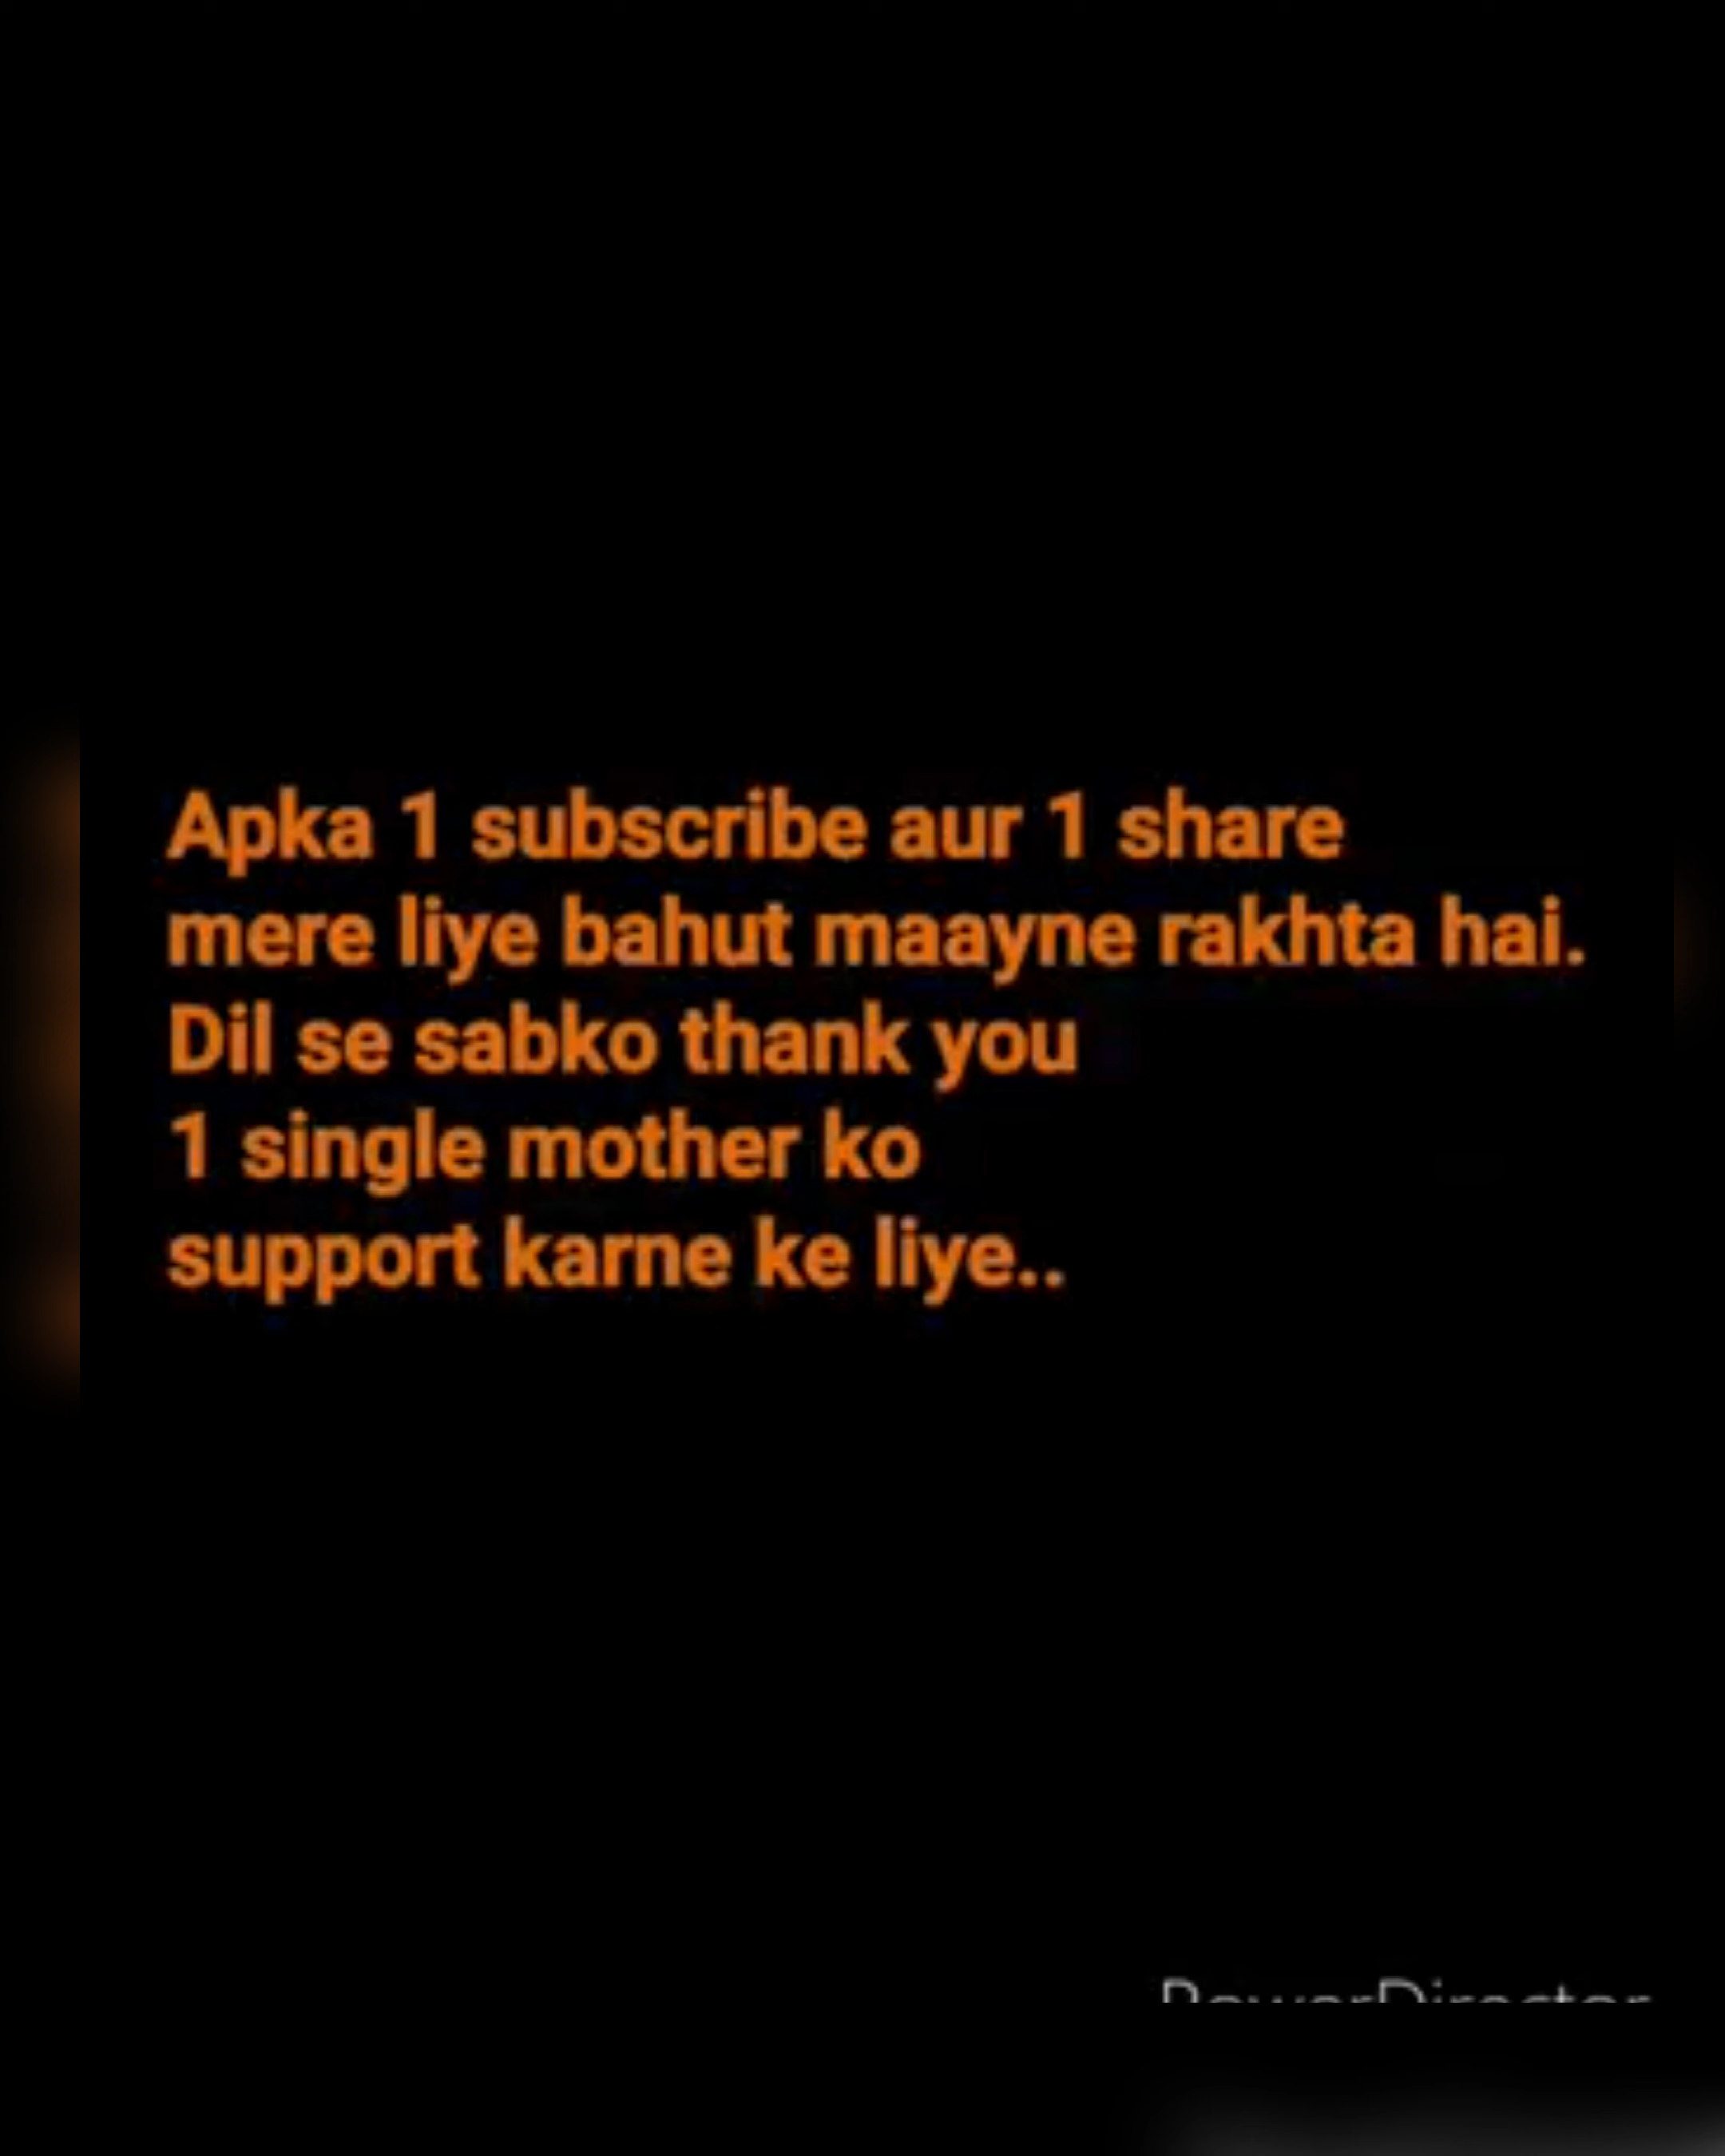 Apka 1 subscribe aur 1 share
mere liye bahut maayne rakhta hai.
Dil se sabko thank you
1 single mother ko
support karne ke liye..
PowerDirector